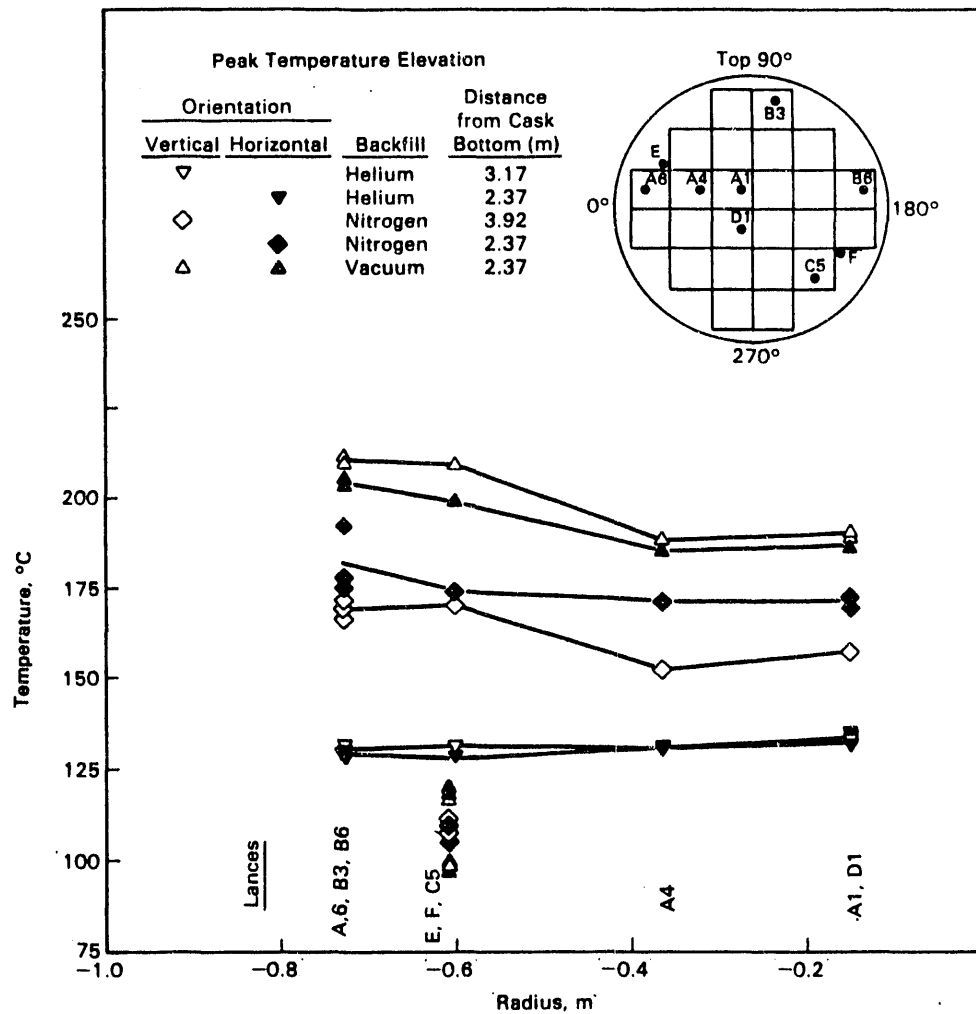 Peak Temperature Elevation
Orientation
Distance from Cask Bottom (m)
Vertical Horizontal Backfill
Helium 3.17
Helium 2.37
Nitrogen 3.92
Nitrogen 2.37
Vacuum 2.37
Top 90°
B3
E
A6 A4 A1 B6
0° 180°
D1
F
C5
270°
250
200
175
150
125
100
75
Temperature, °C
Lances
A,6, B3, B6
E, F, C5
A4
A1, D1
-1.0 -0.8 -0.6 -0.4 -0.2
Radius, m